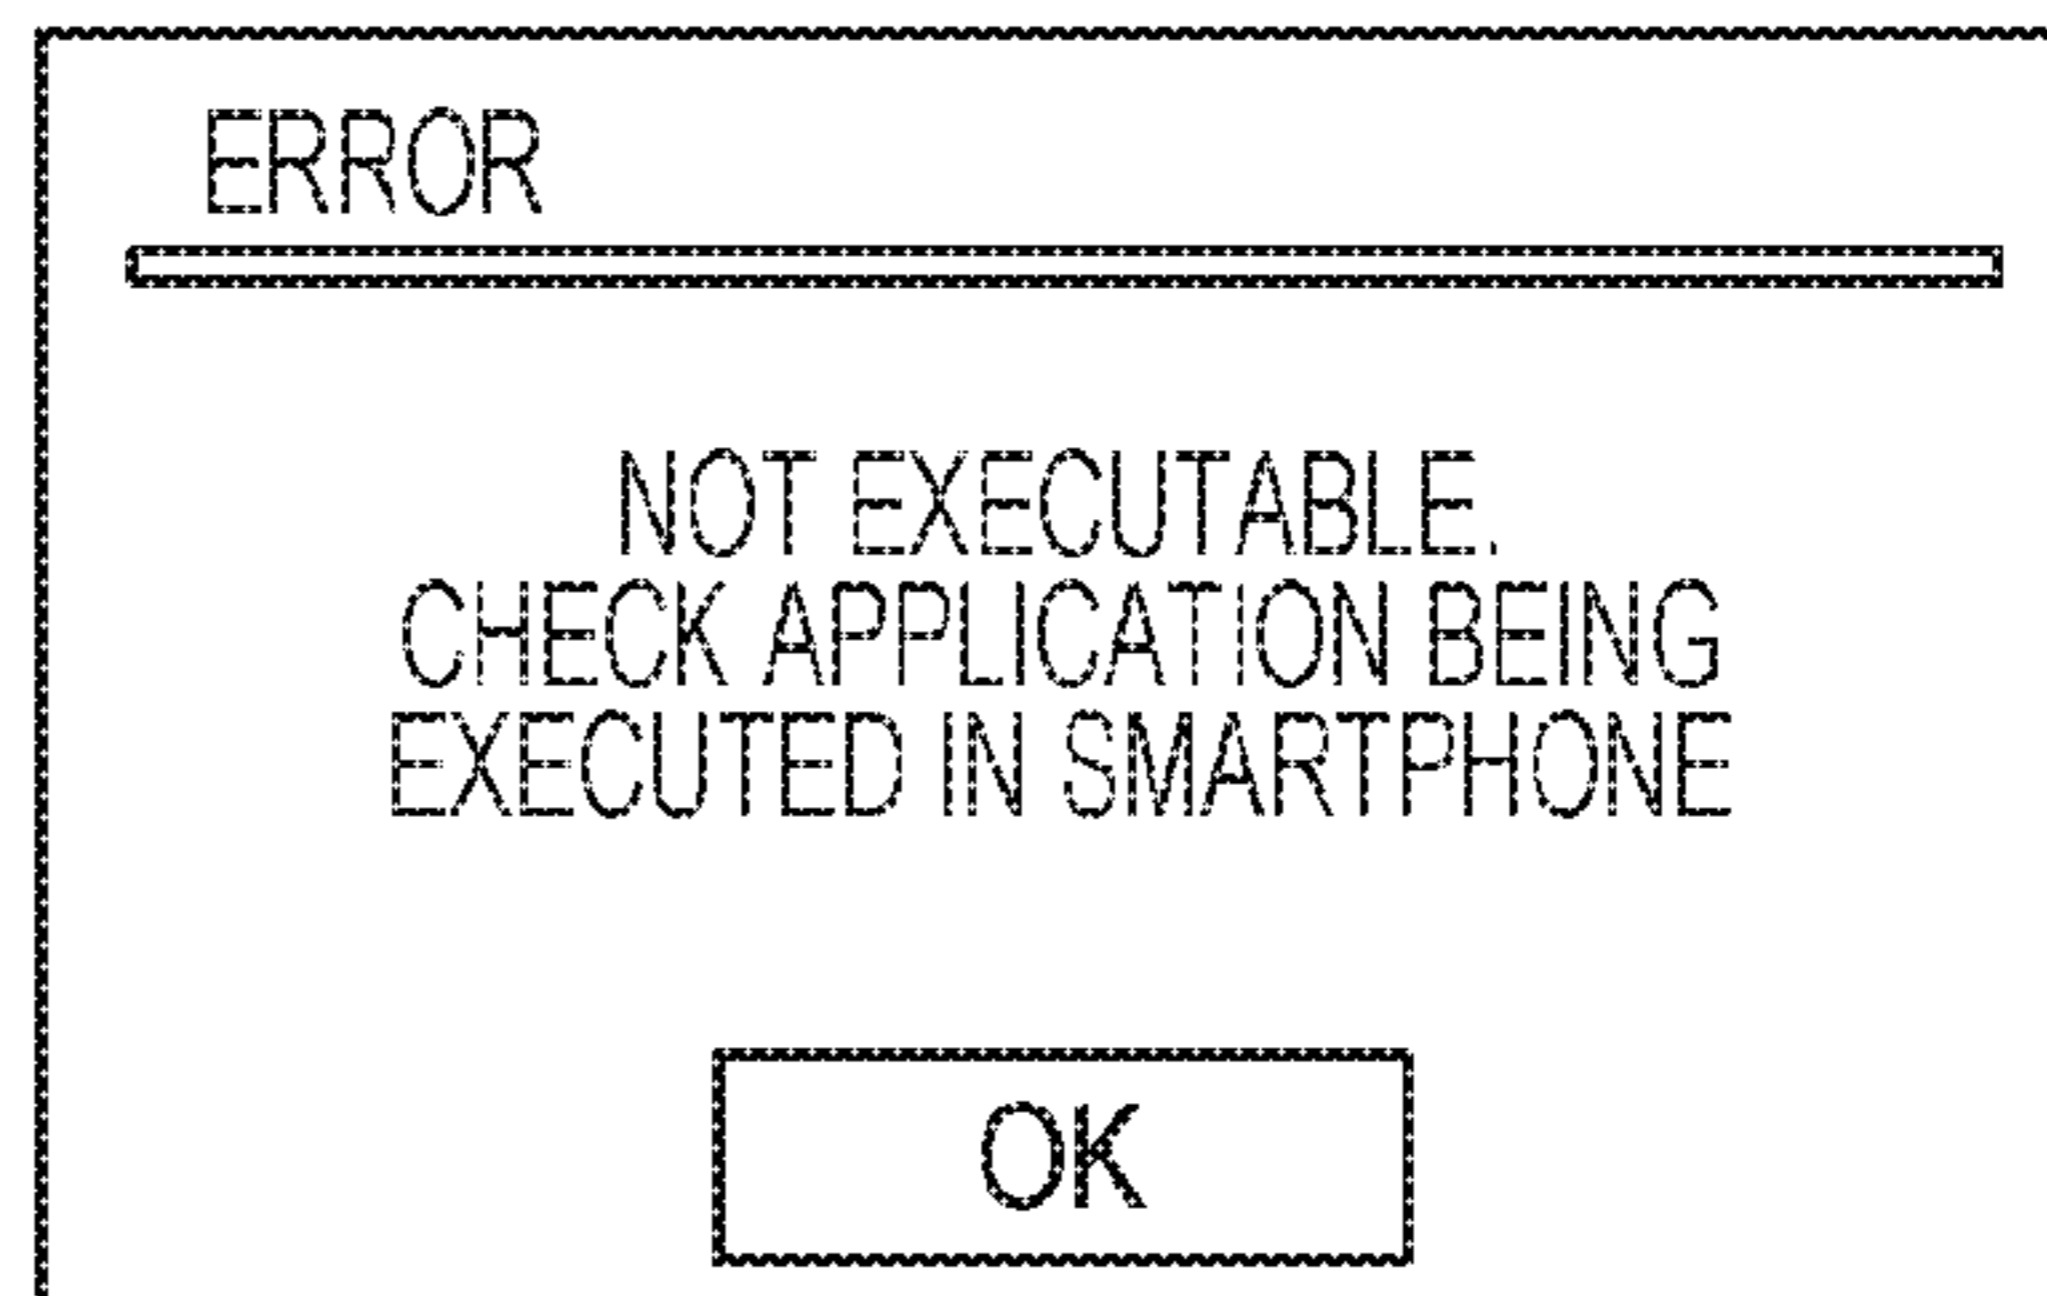 ERROR
NOT EXECUTABLE.
CHECK APPLICATION BEING
EXECUTED IN SMARTPHONE
OK